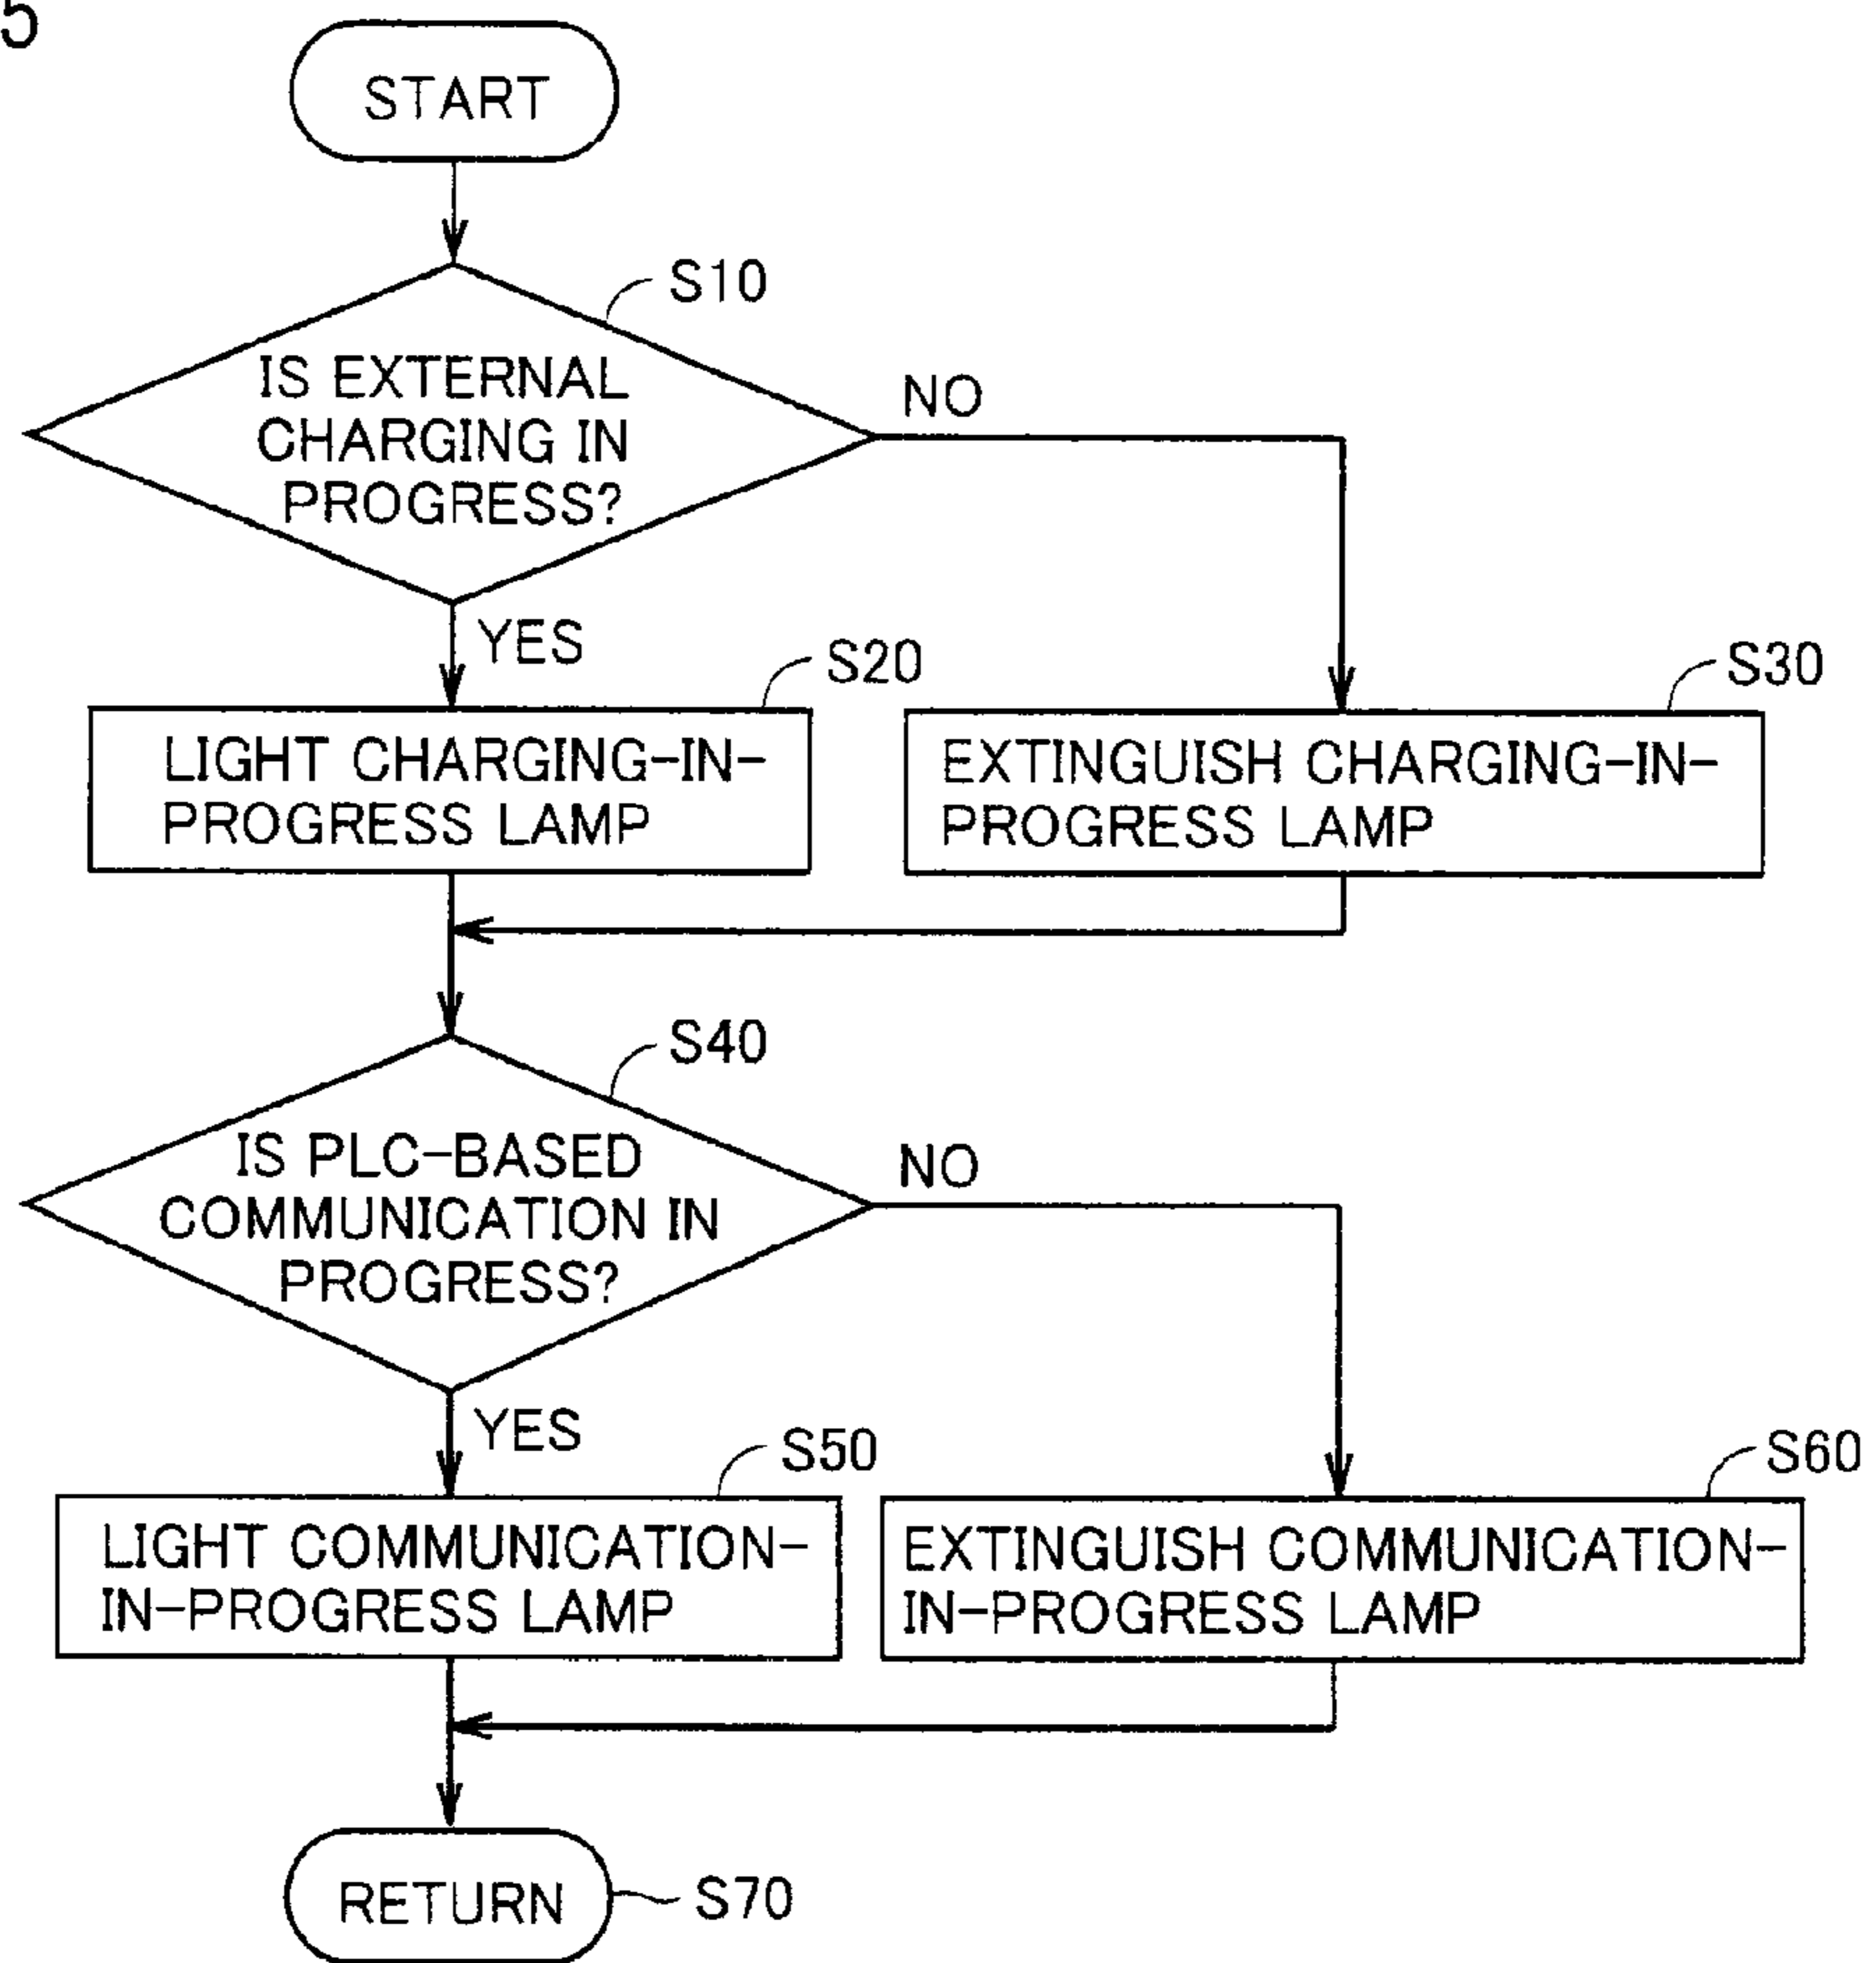 5
START
S10
IS EXTERNAL
CHARGING IN
PROGRESS?
NO
YES
S20
LIGHT CHARGING-IN-
PROGRESS LAMP
S30
EXTINGUISH CHARGING-IN-
PROGRESS LAMP
S40
IS PLC-BASED
COMMUNICATION IN
PROGRESS?
NO
YES
S50
LIGHT COMMUNICATION-
IN-PROGRESS LAMP
S60
EXTINGUISH COMMUNICATION-
IN-PROGRESS LAMP
RETURN
S70